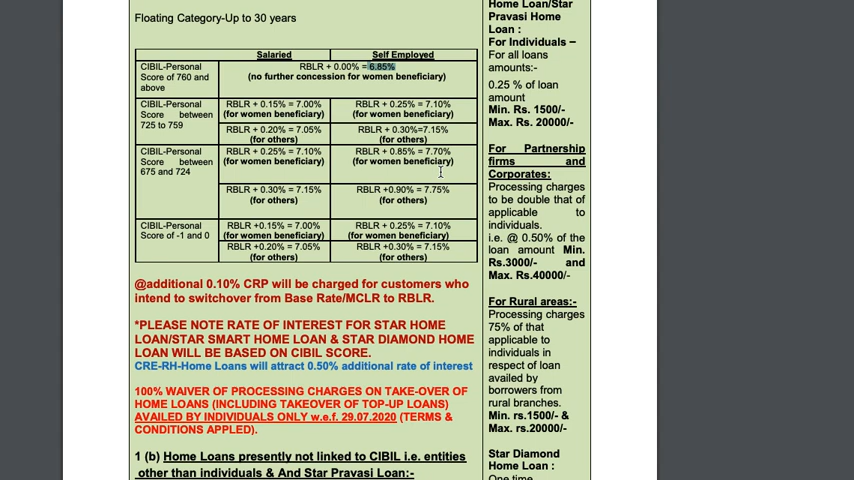 Floating Category-Up to 30 years
Salaried
Self Employed
CIBIL-Personal
Score of 760 and
above
RBLR + 0.00% = 6.85%
(no further concession for women beneficiary)
CIBIL-Personal
Score between
725 to 759
RBLR + 0.15% = 7.00%
(for women beneficiary)
RBLR + 0.25% = 7.10%
(for women beneficiary)
RBLR + 0.20% = 7.05%
(for others)
RBLR + 0.30%=7.15%
(for others)
CIBIL-Personal
Score between
675 and 724
RBLR + 0.25% = 7.10%
(for women beneficiary)
RBLR + 0.85% = 7.70%
(for women beneficiary)
RBLR + 0.30% = 7.15%
(for others)
RBLR +0.90% = 7.75%
(for others)
CIBIL-Personal
Score of -1 and 0
RBLR +0.15% = 7.00%
(for women beneficiary)
RBLR + 0.25% = 7.10%
(for women beneficiary)
RBLR +0.20% = 7.05%
(for others)
RBLR +0.30% = 7.15%
(for others)
@additional 0.10% CRP will be charged for customers who
intend to switchover from Base Rate/MCLR to RBLR.
*PLEASE NOTE RATE OF INTEREST FOR STAR HOME
LOAN/STAR SMART HOME LOAN & STAR DIAMOND HOME
LOAN WILL BE BASED ON CIBIL SCORE.
CRE-RH-Home Loans will attract 0.50% additional rate of interest
100% WAIVER OF PROCESSING CHARGES ON TAKE-OVER OF
HOME LOANS (INCLUDING TAKEOVER OF TOP-UP LOANS)
AVAILED BY INDIVIDUALS ONLY w.e.f. 29.07.2020 (TERMS &
CONDITIONS APPLED).
1 (b) Home Loans presently not linked to CIBIL i.e. entities
other than individuals & And Star Pravasi Loan:-
Home Loan/Star
Pravasi Home
Loan :
For Individuals –
For all loans
amounts:-
0.25 % of loan
amount
Min. Rs. 1500/-
Max. Rs. 20000/-
For Partnership
firms and
Corporates:
Processing charges
to be double that of
applicable to
individuals.
i.e. @ 0.50% of the
loan amount Min.
Rs.3000/- and
Max. Rs.40000/-
For Rural areas:-
Processing charges
75% of that
applicable to
individuals in
respect of loan
availed by
borrowers from
rural branches.
Min. rs.1500/- &
Max. rs.20000/-
Star Diamond
Home Loan :
One time